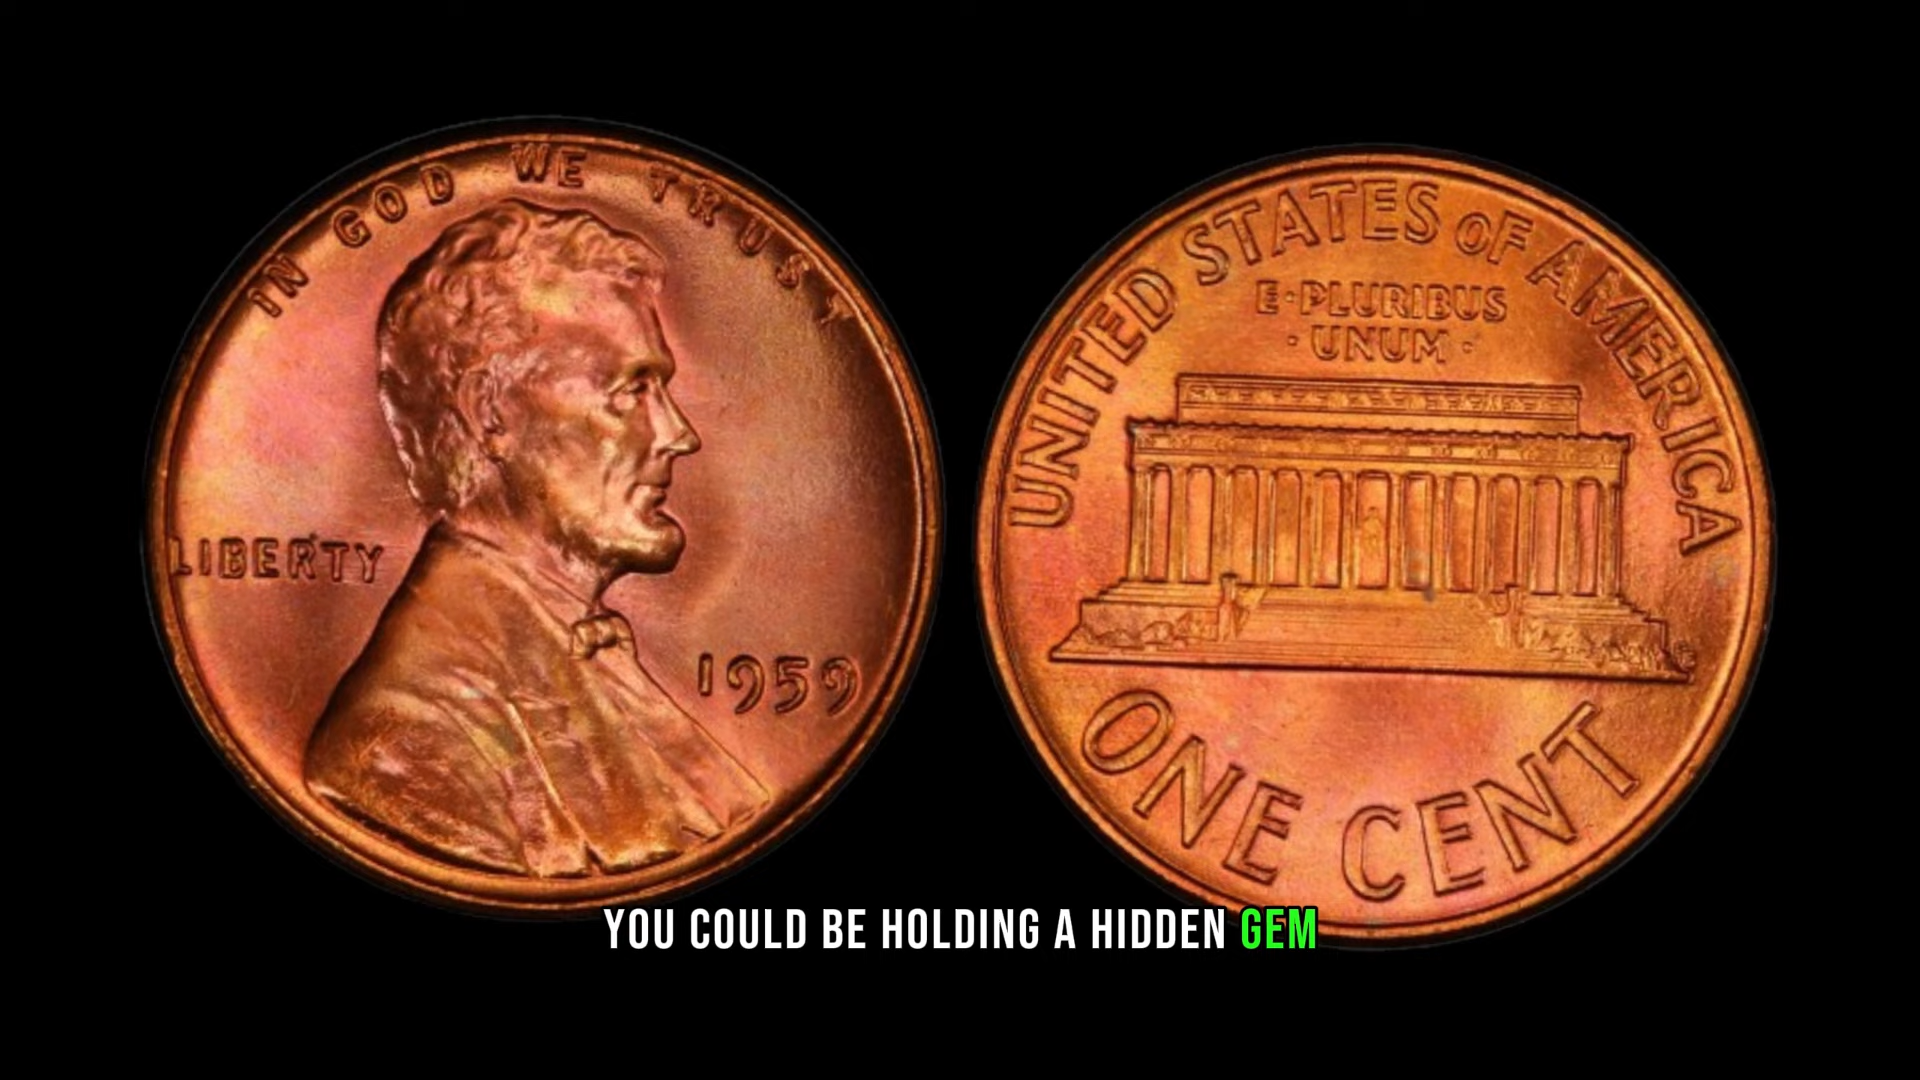 IN GOD WE TRUST
LIBERTY
1959
UNITED STATES OF AMERICA
E·PLURIBUS
·UNUM·
ONE CENT
YOU COULD BE HOLDING A HIDDEN GEM